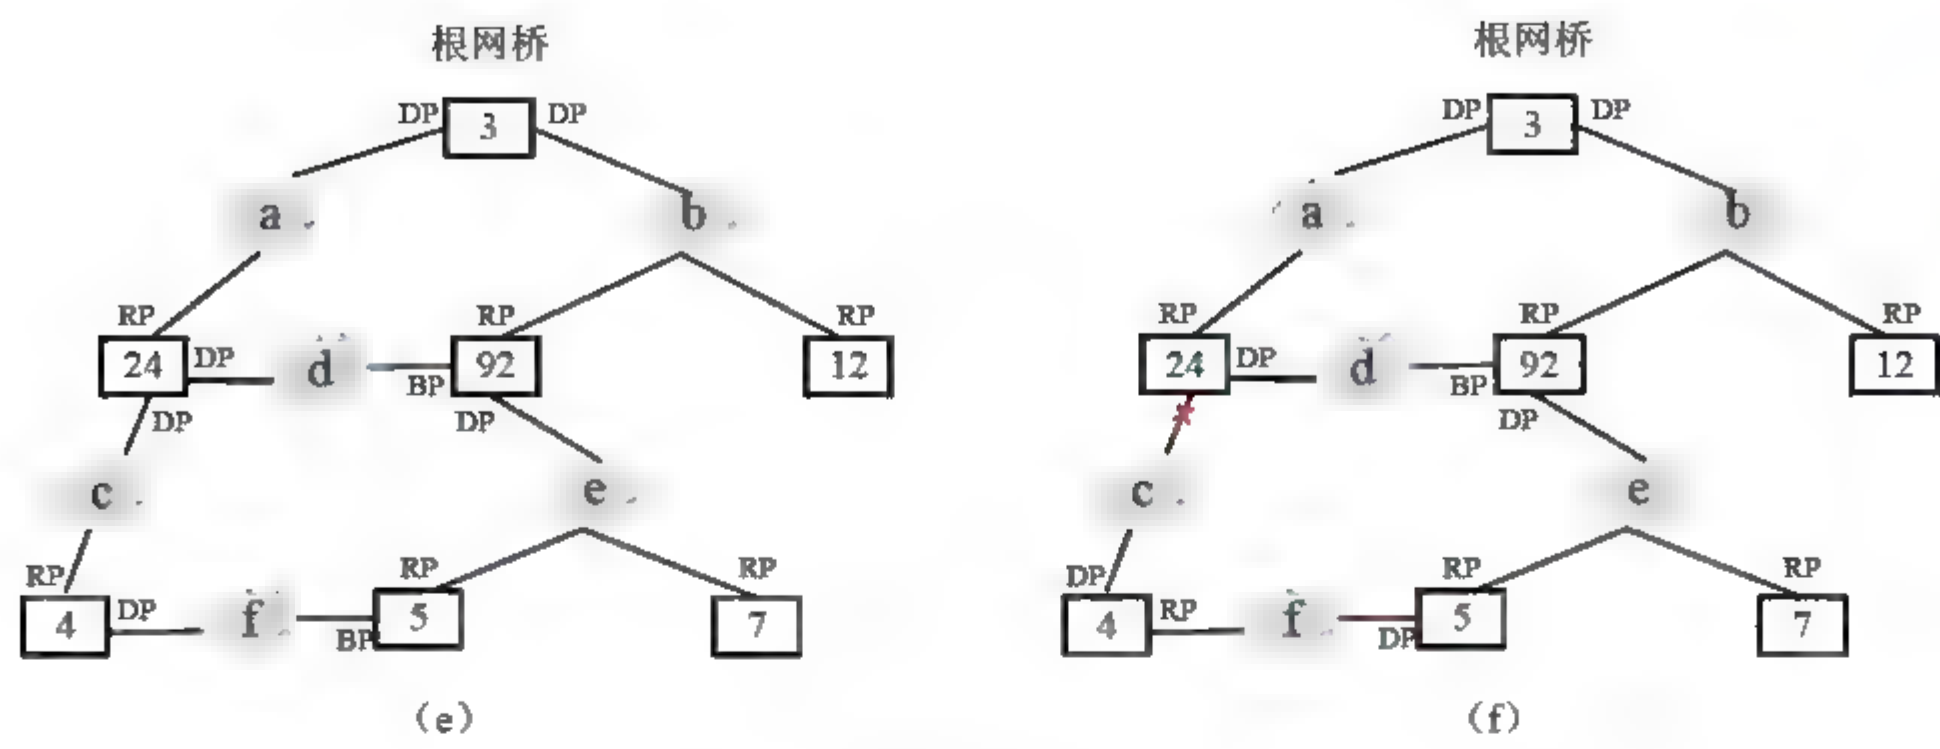 根网桥
DP 3 DP
a b
RP RP RP
24 DP d BP 92 12
DP DP
c e
RP RP RP
4 DP f BP 5 7
(e)
根网桥
DP 3 DP
a b
RP RP RP
24 DP d BP 92 12
DP
c e
DP RP RP
4 RP f DP 5 7
(f)